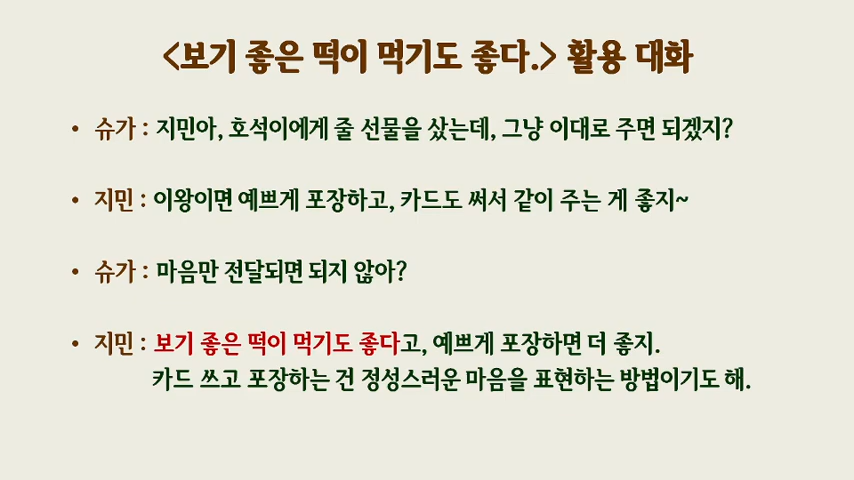 <보기 좋은 떡이 먹기도 좋다.> 활용 대화
• 슈가 : 지민아, 호석이에게 줄 선물을 샀는데, 그냥 이대로 주면 되겠지?
• 지민 : 이왕이면 예쁘게 포장하고, 카드도 써서 같이 주는 게 좋지~
• 슈가 : 마음만 전달되면 되지 않아?
• 지민 : 보기 좋은 떡이 먹기도 좋다고, 예쁘게 포장하면 더 좋지.
카드 쓰고 포장하는 건 정성스러운 마음을 표현하는 방법이기도 해.